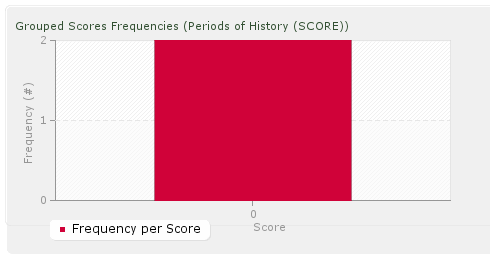 Grouped Scores Frequencies (Periods of History (SCORE))
2
1
0
Frequency (#)
0
Score
Frequency per Score